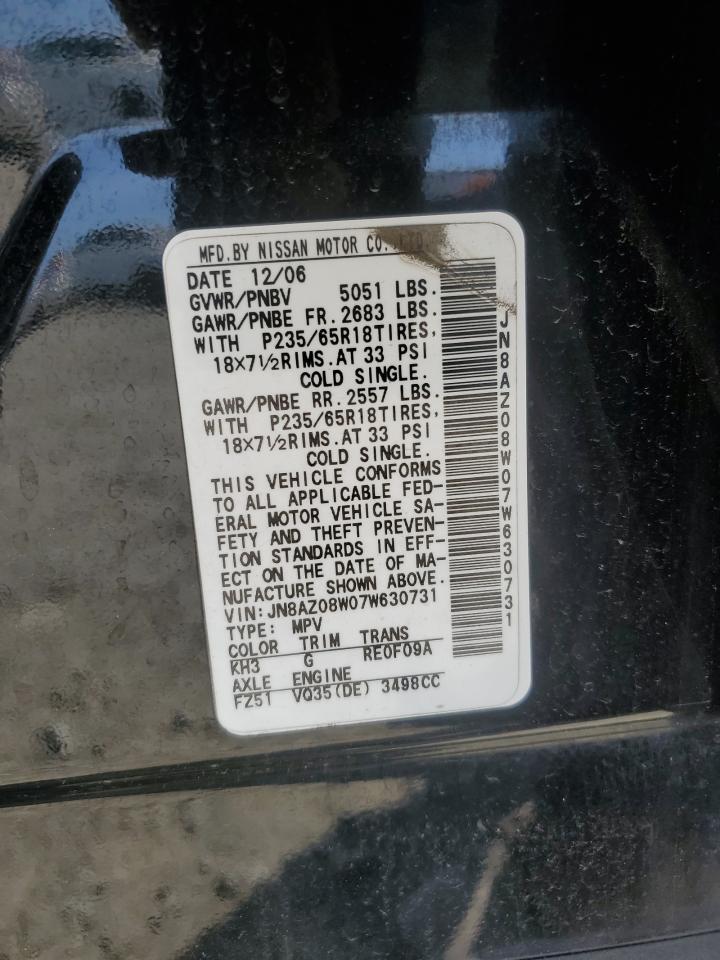 MFD.BY NISSAN MOTOR CO.,LTD.
DATE 12/06
GVWR/PNBV 5051 LBS.
GAWR/PNBE FR. 2683 LBS.
WITH P235/65R18TIRES,
18X7½RIMS.AT 33 PSI
COLD SINGLE.
GAWR/PNBE RR. 2557 LBS.
WITH P235/65R18TIRES,
18X7½RIMS.AT 33 PSI
COLD SINGLE.
THIS VEHICLE CONFORMS
TO ALL APPLICABLE FED-
ERAL MOTOR VEHICLE SA-
FETY AND THEFT PREVEN-
TION STANDARDS IN EFF-
ECT ON THE DATE OF MA-
NUFACTURE SHOWN ABOVE.
VIN:JN8AZ08W07W630731
TYPE: MPV
COLOR TRIM TRANS
KH3 G RE0F09A
AXLE ENGINE
FZ51 VQ35(DE) 3498CC
JN8AZ08W07W630731